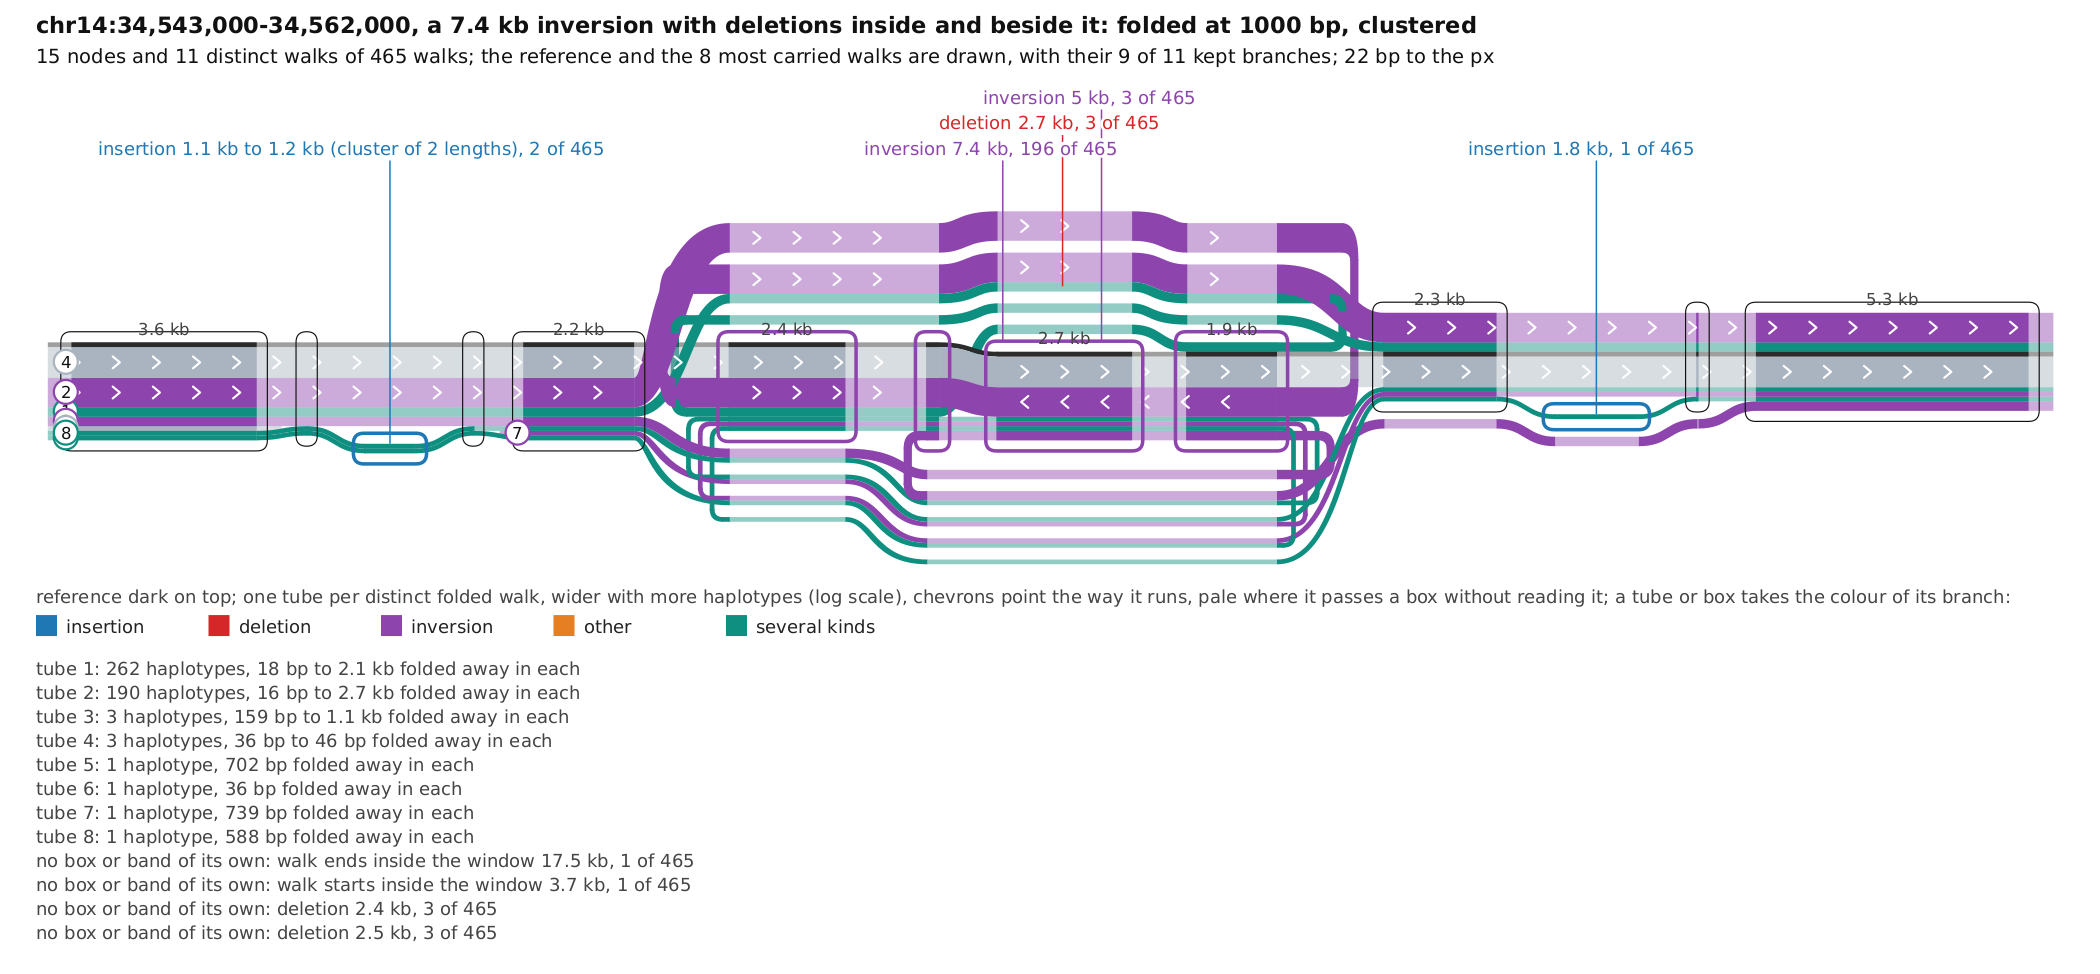 chr14:34,543,000-34,562,000, a 7.4 kb inversion with deletions inside and beside it: folded at 1000 bp, clustered
15 nodes and 11 distinct walks of 465 walks; the reference and the 8 most carried walks are drawn, with their 9 of 11 kept branches; 22 bp to the px
inversion 5 kb, 3 of 465
deletion 2.7 kb, 3 of 465
insertion 1.1 kb to 1.2 kb (cluster of 2 lengths), 2 of 465
inversion 7.4 kb, 196 of 465
insertion 1.8 kb, 1 of 465
2.3 kb
5.3 kb
3.6 kb
2.2 kb
2.4 kb
2.7 kb
1.9 kb
4
2
8
7
reference dark on top; one tube per distinct folded walk, wider with more haplotypes (log scale), chevrons point the way it runs, pale where it passes a box without reading it; a tube or box takes the colour of its branch:
insertion
deletion
inversion
other
several kinds
tube 1: 262 haplotypes, 18 bp to 2.1 kb folded away in each
tube 2: 190 haplotypes, 16 bp to 2.7 kb folded away in each
tube 3: 3 haplotypes, 159 bp to 1.1 kb folded away in each
tube 4: 3 haplotypes, 36 bp to 46 bp folded away in each
tube 5: 1 haplotype, 702 bp folded away in each
tube 6: 1 haplotype, 36 bp folded away in each
tube 7: 1 haplotype, 739 bp folded away in each
tube 8: 1 haplotype, 588 bp folded away in each
no box or band of its own: walk ends inside the window 17.5 kb, 1 of 465
no box or band of its own: walk starts inside the window 3.7 kb, 1 of 465
no box or band of its own: deletion 2.4 kb, 3 of 465
no box or band of its own: deletion 2.5 kb, 3 of 465